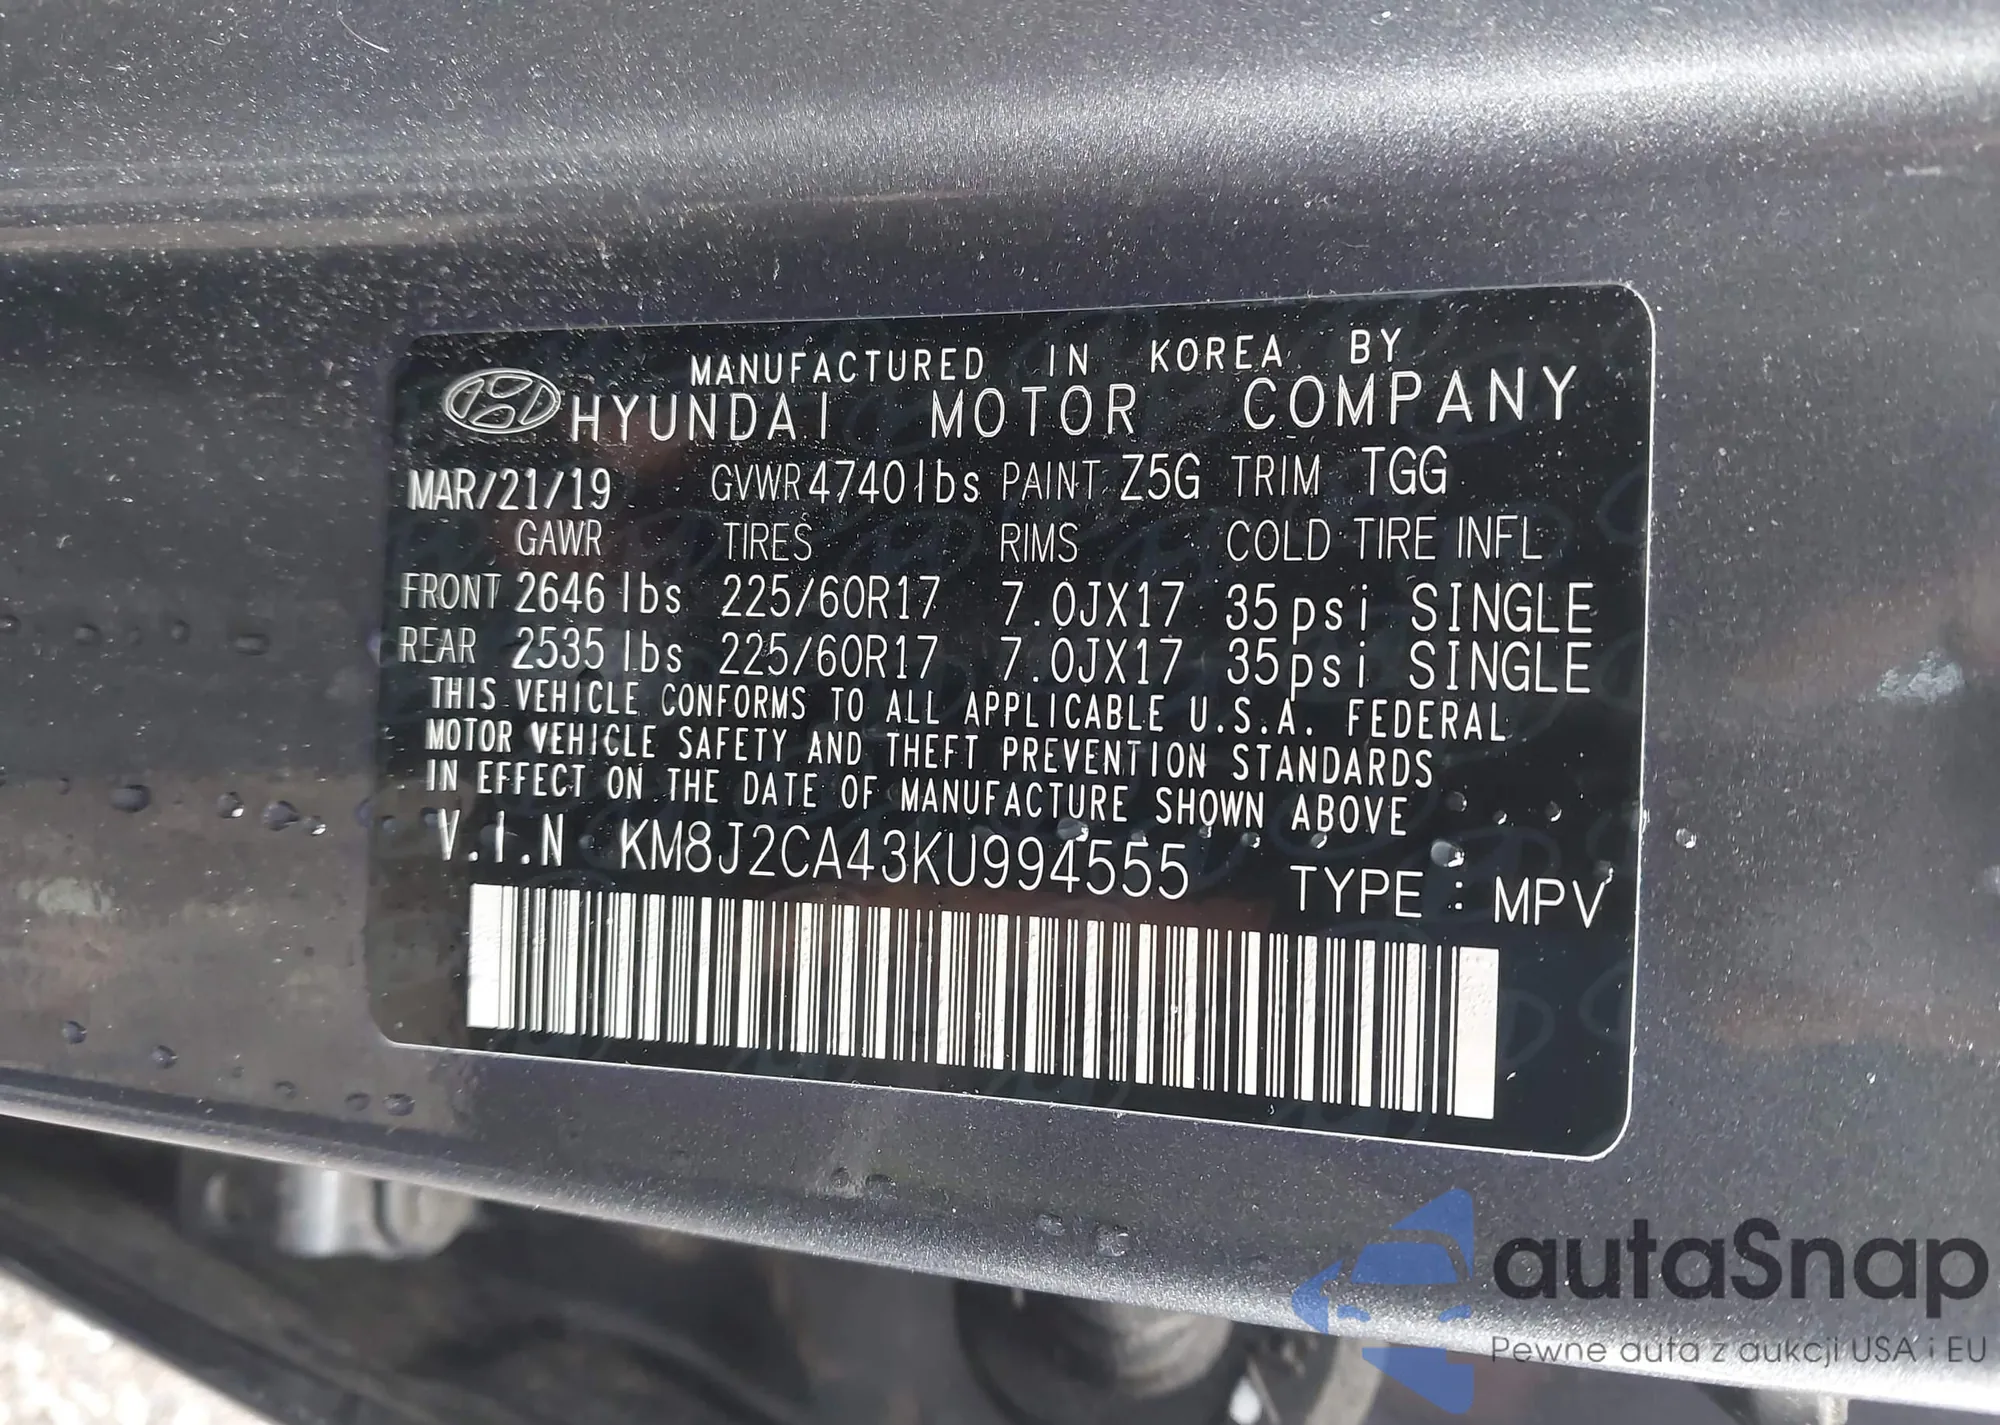 MANUFACTURED IN KOREA BY
HYUNDAI MOTOR COMPANY
MAR/21/19 GVWR 4740lbs PAINT Z5G TRIM TGG
GAWR TIRES RIMS COLD TIRE INFL
FRONT 2646 lbs 225/60R17 7.0JX17 35psi SINGLE
REAR 2535 lbs 225/60R17 7.0JX17 35psi SINGLE
THIS VEHICLE CONFORMS TO ALL APPLICABLE U.S.A. FEDERAL
MOTOR VEHICLE SAFETY AND THEFT PREVENTION STANDARDS
IN EFFECT ON THE DATE OF MANUFACTURE SHOWN ABOVE
V.I.N KM8J2CA43KU994555 TYPE : MPV
autaSnap
Pewne auta z aukcji USA i EU